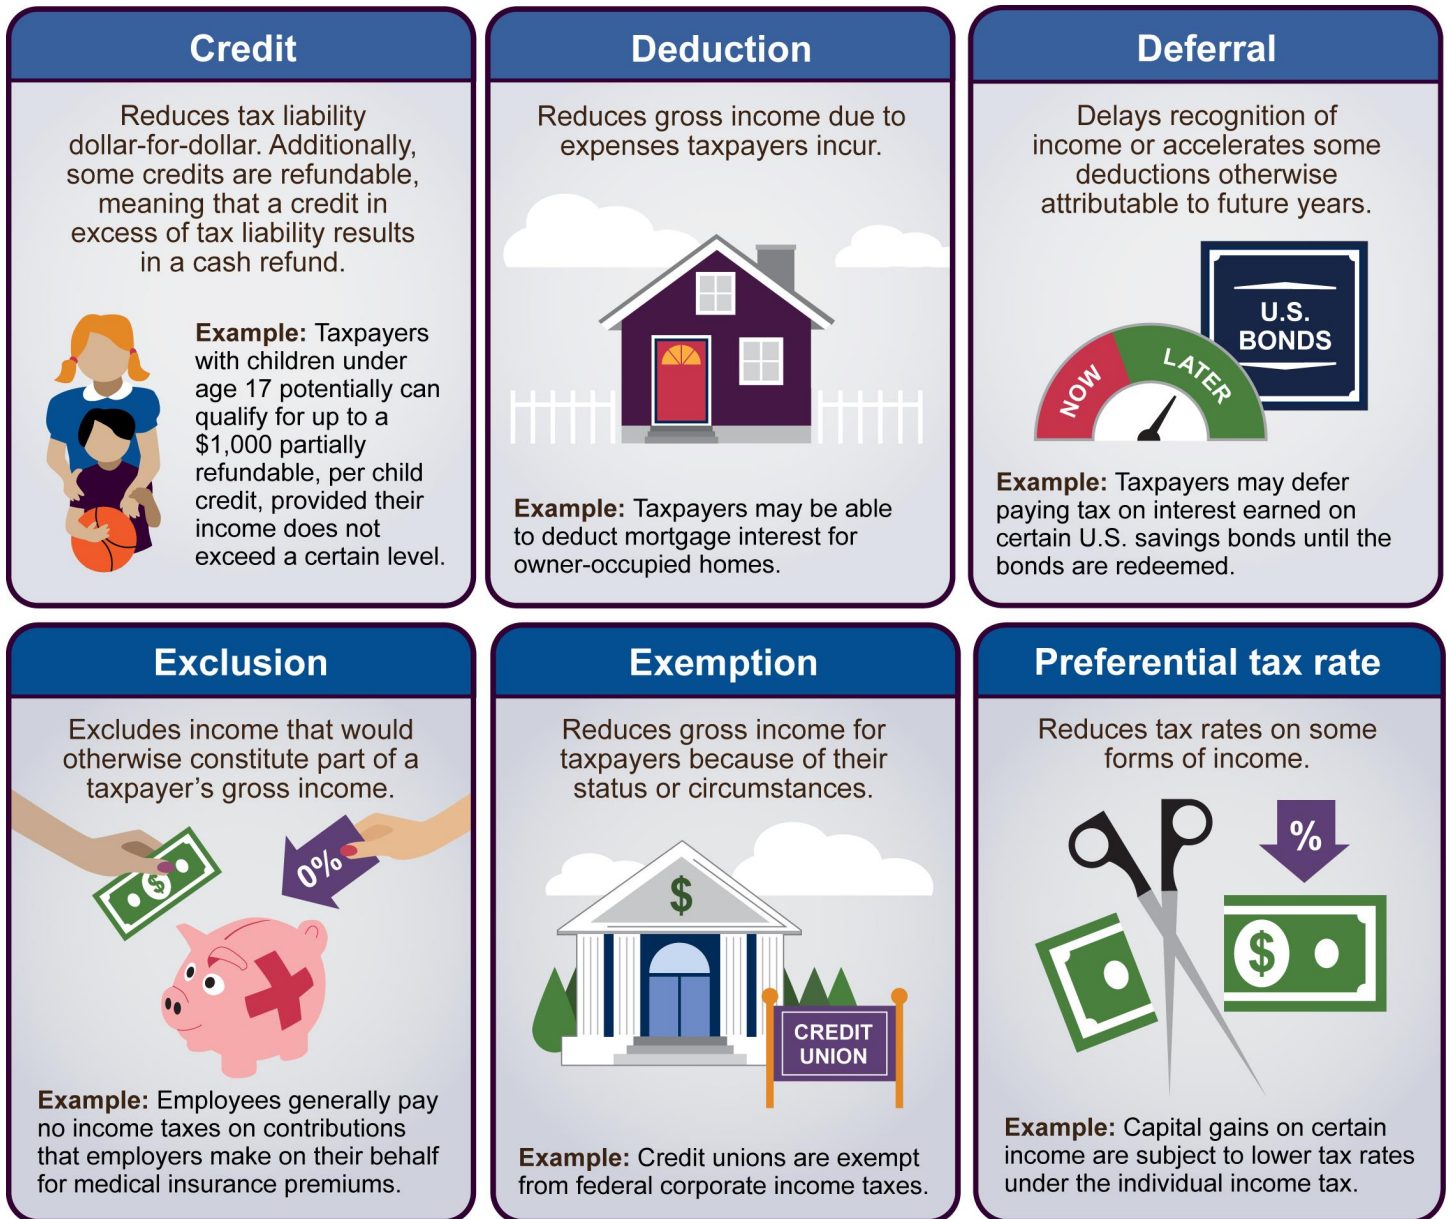 Credit
Reduces tax liability
dollar-for-dollar. Additionally,
some credits are refundable,
meaning that a credit in
excess of tax liability results
in a cash refund.
Example: Taxpayers
with children under
age 17 potentially can
qualify for up to a
$1,000 partially
refundable, per child
credit, provided their
income does not
exceed a certain level.
Deduction
Reduces gross income due to
expenses taxpayers incur.
Example: Taxpayers may be able
to deduct mortgage interest for
owner-occupied homes.
Deferral
Delays recognition of
income or accelerates some
deductions otherwise
attributable to future years.
U.S.
BONDS
NOW
LATER
Example: Taxpayers may defer
paying tax on interest earned on
certain U.S. savings bonds until the
bonds are redeemed.
Exclusion
Excludes income that would
otherwise constitute part of a
taxpayer’s gross income.
$
0%
Example: Employees generally pay
no income taxes on contributions
that employers make on their behalf
for medical insurance premiums.
Exemption
Reduces gross income for
taxpayers because of their
status or circumstances.
$
CREDIT
UNION
Example: Credit unions are exempt
from federal corporate income taxes.
Preferential tax rate
Reduces tax rates on some
forms of income.
%
$
Example: Capital gains on certain
income are subject to lower tax rates
under the individual income tax.